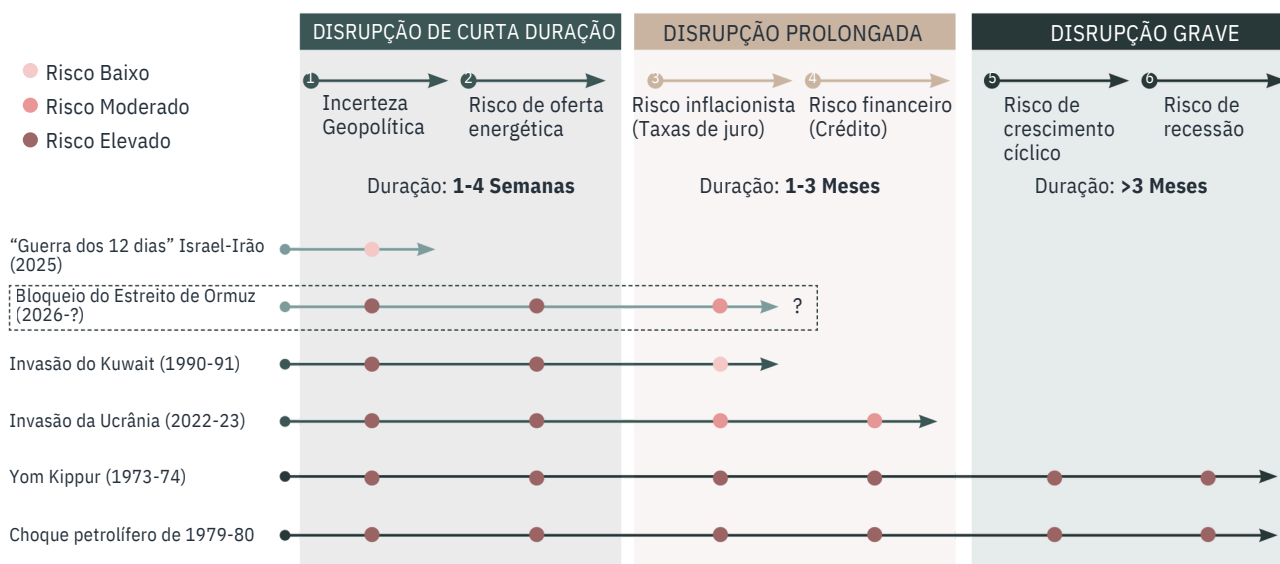 DISRUPÇÃO DE CURTA DURAÇÃO
DISRUPÇÃO PROLONGADA
DISRUPÇÃO GRAVE
Risco Baixo
Risco Moderado
Risco Elevado
1
2
3
4
5
6
Incerteza
Geopolítica
Risco de oferta
energética
Risco inflacionista
(Taxas de juro)
Risco financeiro
(Crédito)
Risco de
crescimento
cíclico
Risco de
recessão
Duração: 1-4 Semanas
Duração: 1-3 Meses
Duração: >3 Meses
“Guerra dos 12 dias” Israel-Irão
(2025)
Bloqueio do Estreito de Ormuz
(2026-?)
?
Invasão do Kuwait (1990-91)
Invasão da Ucrânia (2022-23)
Yom Kippur (1973-74)
Choque petrolífero de 1979-80